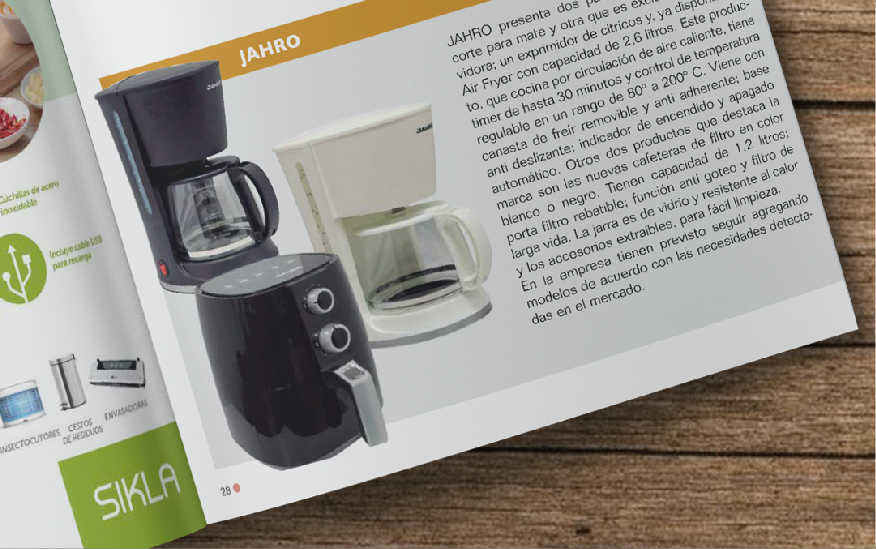 Cuchillas de acero
inoxidable
Incluye cable USB
para recarga
INSECTOCUTORES
CESTOS
DE RESIDUOS
ENVASADORAS
SIKLA
JAHRO
JAHRO presenta dos
corte para mate y otra que es
vidora; un exprimidor de cítricos y, ya
Air Fryer con capacidad de 2,6 litros. Este produc-
to, que cocina por circulación de aire caliente, tiene
timer de hasta 30 minutos y control de temperatura
regulable en un rango de 80° a 200° C. Viene con
canasta de freir removible y anti adherente; base
anti deslizante; indicador de encendido y apagado
automático. Otros dos productos que destaca la
marca son las nuevas cafeteras de filtro en color
blanco o negro. Tienen capacidad de 1,2 litros;
porta filtro rebatible; función anti goteo y filtro de
larga vida. La jarra es de vidrio y resistente al calor
y los accesorios extraíbles, para fácil limpieza.
En la empresa tienen previsto seguir agregando
modelos de acuerdo con las necesidades detecta-
das en el mercado.
29